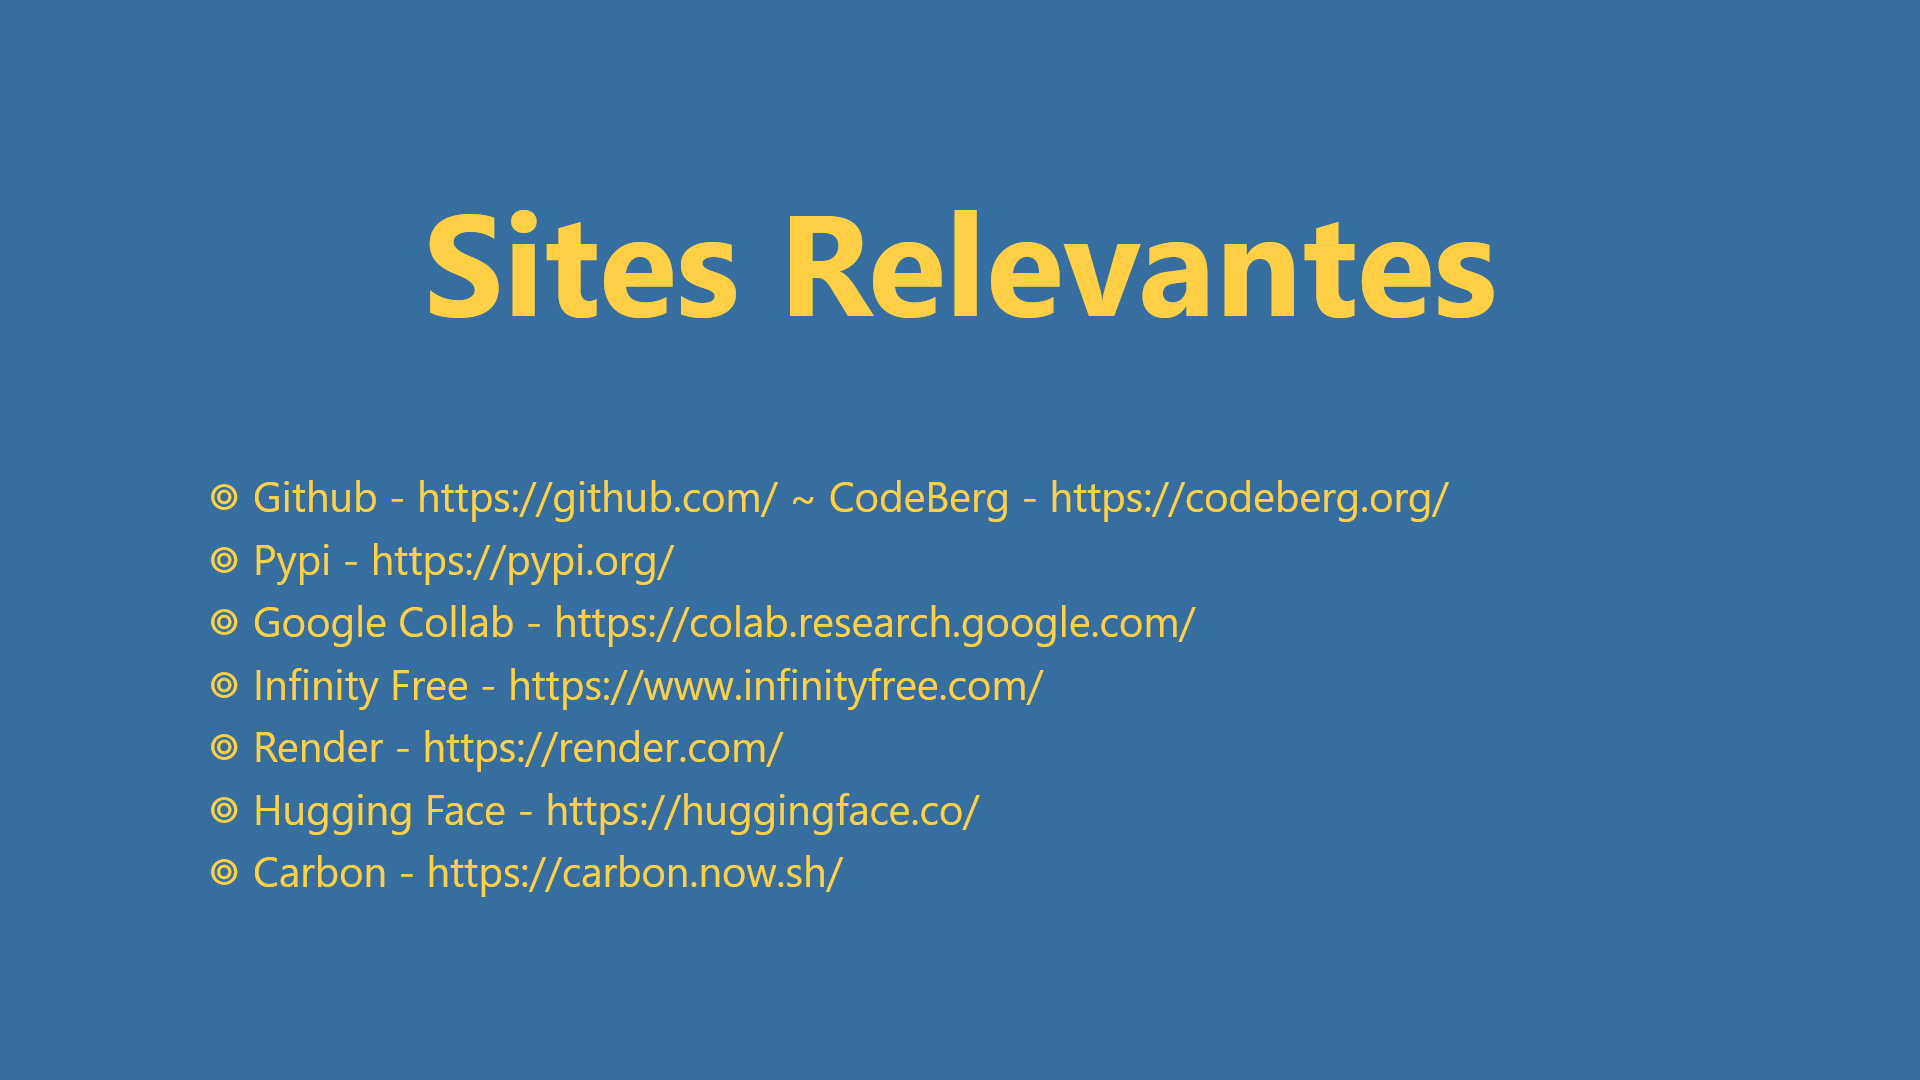 Sites Relevantes
Github - https://github.com/ ~ CodeBerg - https://codeberg.org/
Pypi - https://pypi.org/
Google Collab - https://colab.research.google.com/
Infinity Free - https://www.infinityfree.com/
Render - https://render.com/
Hugging Face - https://huggingface.co/
Carbon - https://carbon.now.sh/